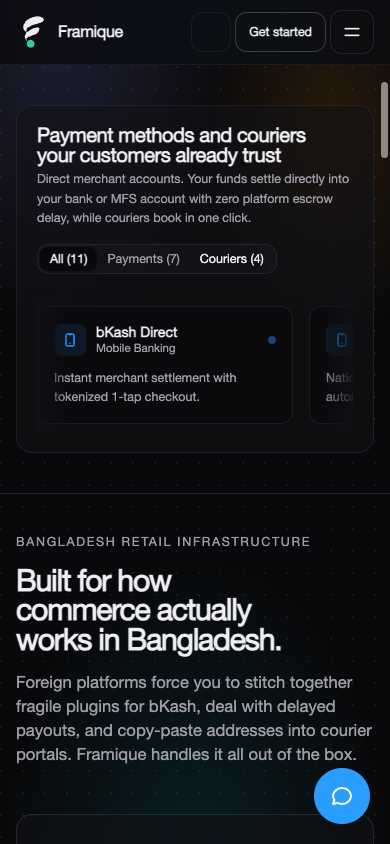 Framique
Get started
Payment methods and couriers
your customers already trust
Direct merchant accounts. Your funds settle directly into
your bank or MFS account with zero platform escrow
delay, while couriers book in one click.
All (11)
Payments (7)
Couriers (4)
bKash Direct
Mobile Banking
Instant merchant settlement with
tokenized 1-tap checkout.
BANGLADESH RETAIL INFRASTRUCTURE
Built for how
commerce actually
works in Bangladesh.
Foreign platforms force you to stitch together
fragile plugins for bKash, deal with delayed
payouts, and copy-paste addresses into courier
portals. Framique handles it all out of the box.